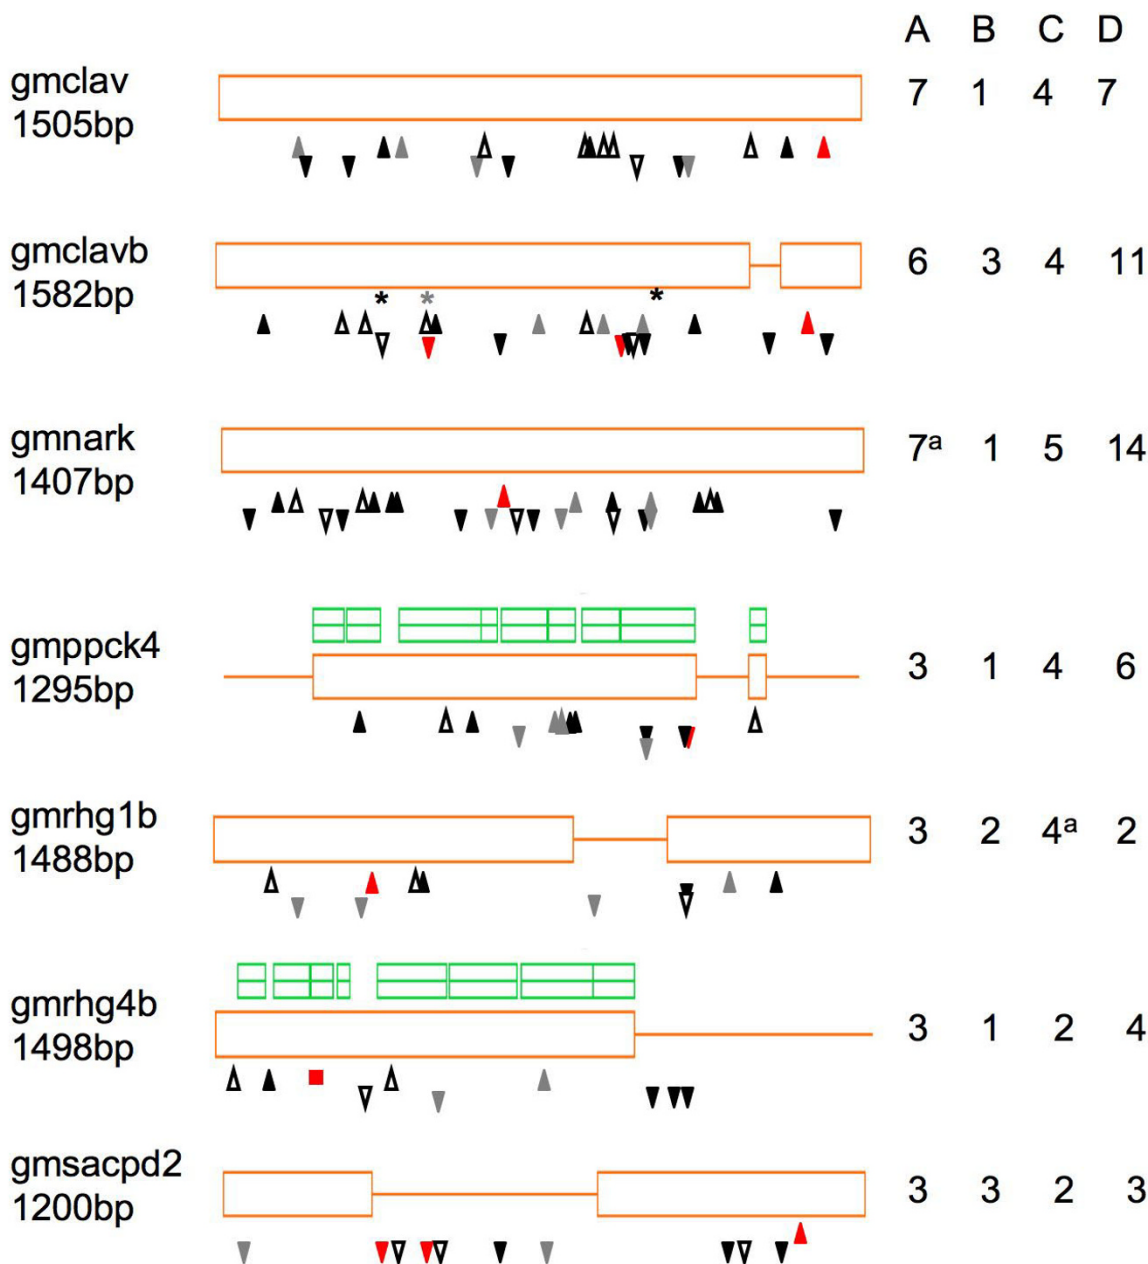 A B C D
gmclav 7 1 4 7
1505bp
gmclavb 6 3 4 11
1582bp
* * *
gmnark 7ᵃ 1 5 14
1407bp
gmppck4 3 1 4 6
1295bp
gmrhg1b 3 2 4ᵃ 2
1488bp
gmrhg4b 3 1 2 4
1498bp
gmsacpd2 3 3 2 3
1200bp